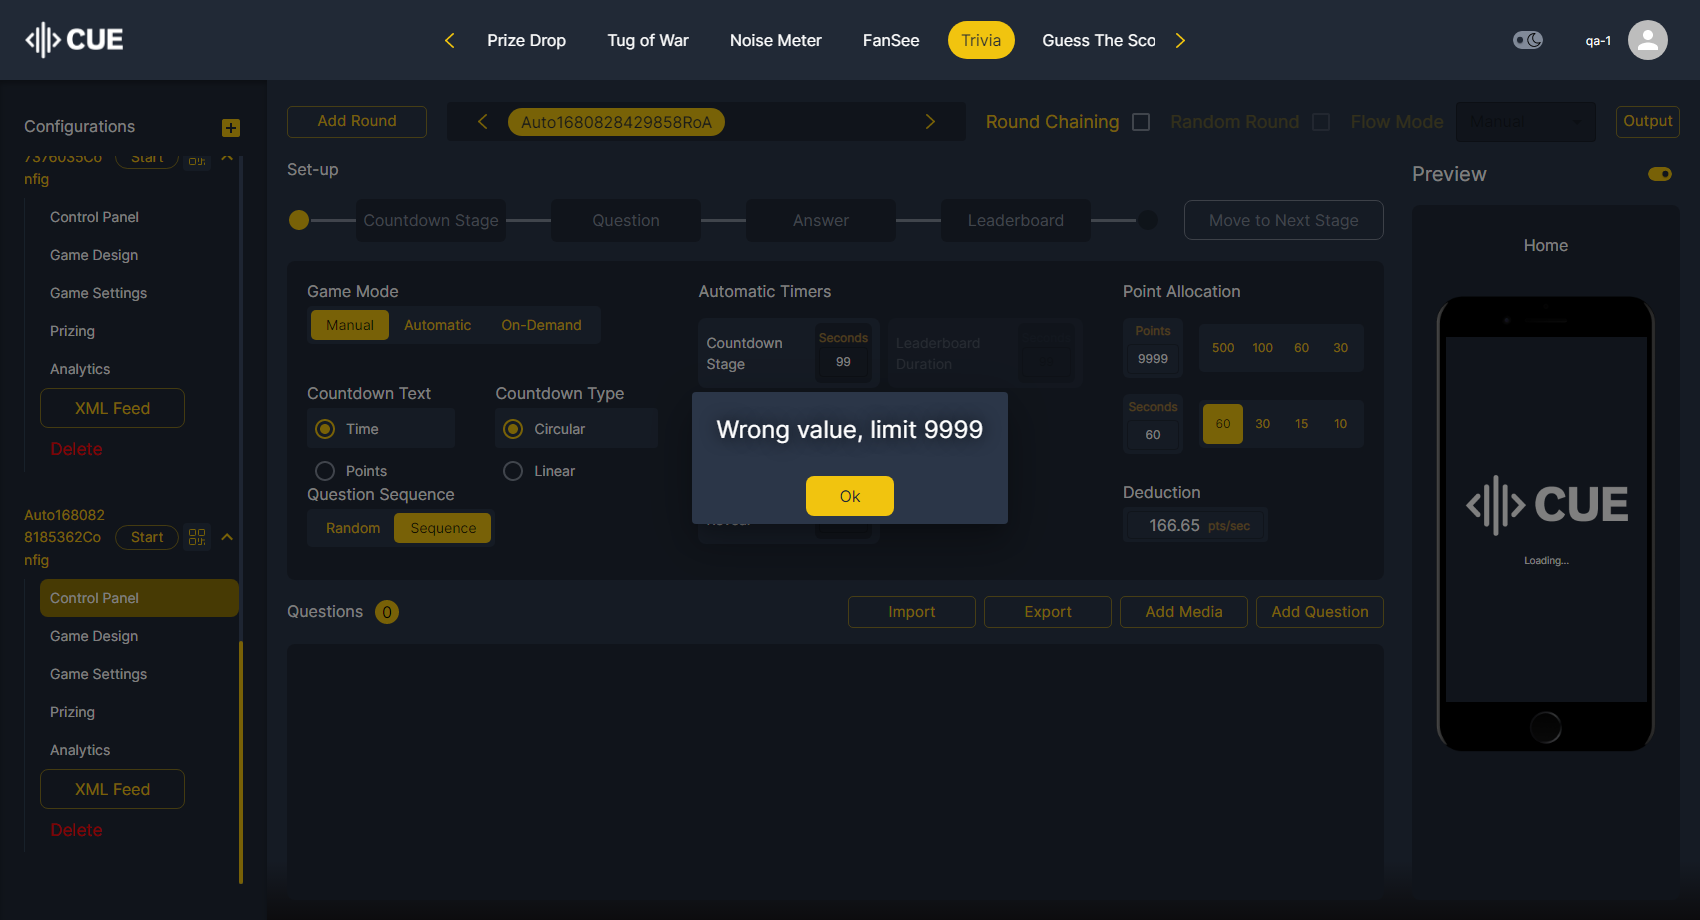 CUE
Prize Drop
Tug of War
Noise Meter
FanSee
Trivia
Guess The Sco
qa-1
Configurations
7376035Co
nfig
Start
Control Panel
Game Design
Game Settings
Prizing
Analytics
XML Feed
Delete
Auto168082
8185362Co
nfig
Start
Control Panel
Game Design
Game Settings
Prizing
Analytics
XML Feed
Delete
Add Round
Auto1680828429858RoA
Round Chaining
Random Round
Flow Mode
Manual
Output
Set-up
Countdown Stage
Question
Answer
Leaderboard
Move to Next Stage
Game Mode
Manual
Automatic
On-Demand
Countdown Text
Time
Points
Countdown Type
Circular
Linear
Question Sequence
Random
Sequence
Automatic Timers
Countdown
Stage
Seconds
99
Leaderboard
Duration
Wrong value, limit 9999
Ok
Point Allocation
Points
9999
500
100
60
30
Seconds
60
60
30
15
10
Deduction
166.65 pts/sec
Questions 0
Import
Export
Add Media
Add Question
Preview
Home
CUE
Loading...